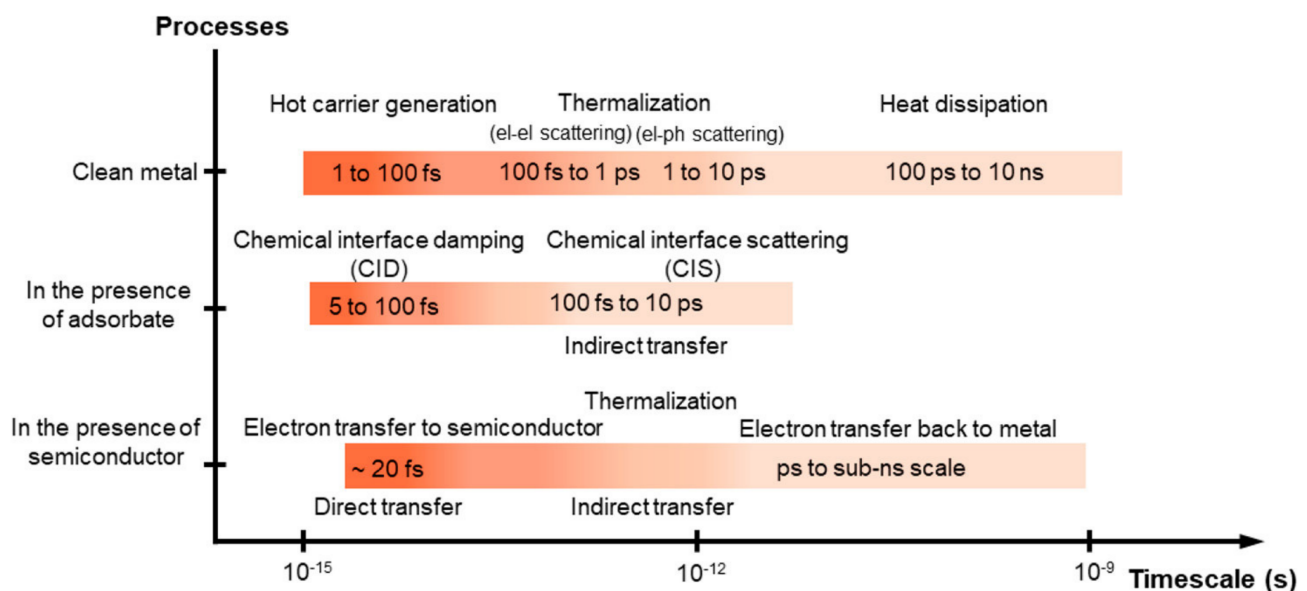 Processes
Hot carrier generation
Thermalization
Heat dissipation
(el-el scattering) (el-ph scattering)
Clean metal
1 to 100 fs
100 fs to 1 ps
1 to 10 ps
100 ps to 10 ns
Chemical interface damping
(CID)
Chemical interface scattering
(CIS)
In the presence
of adsorbate
5 to 100 fs
100 fs to 10 ps
Indirect transfer
Thermalization
In the presence of
semiconductor
Electron transfer to semiconductor
Electron transfer back to metal
~ 20 fs
ps to sub-ns scale
Direct transfer
Indirect transfer
10⁻¹⁵
10⁻¹²
10⁻⁹
Timescale (s)